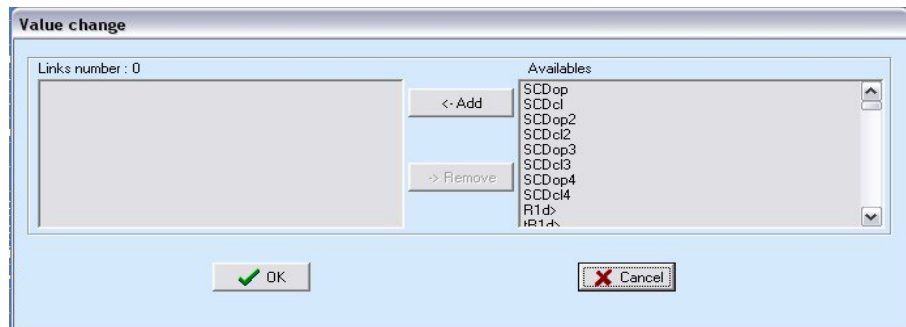 Value change
Links number : 0
Availables
<- Add
-> Remove
SCDop
SCDcl
SCDop2
SCDcl2
SCDop3
SCDcl3
SCDop4
SCDcl4
R1d>
tR1d>
OK
Cancel